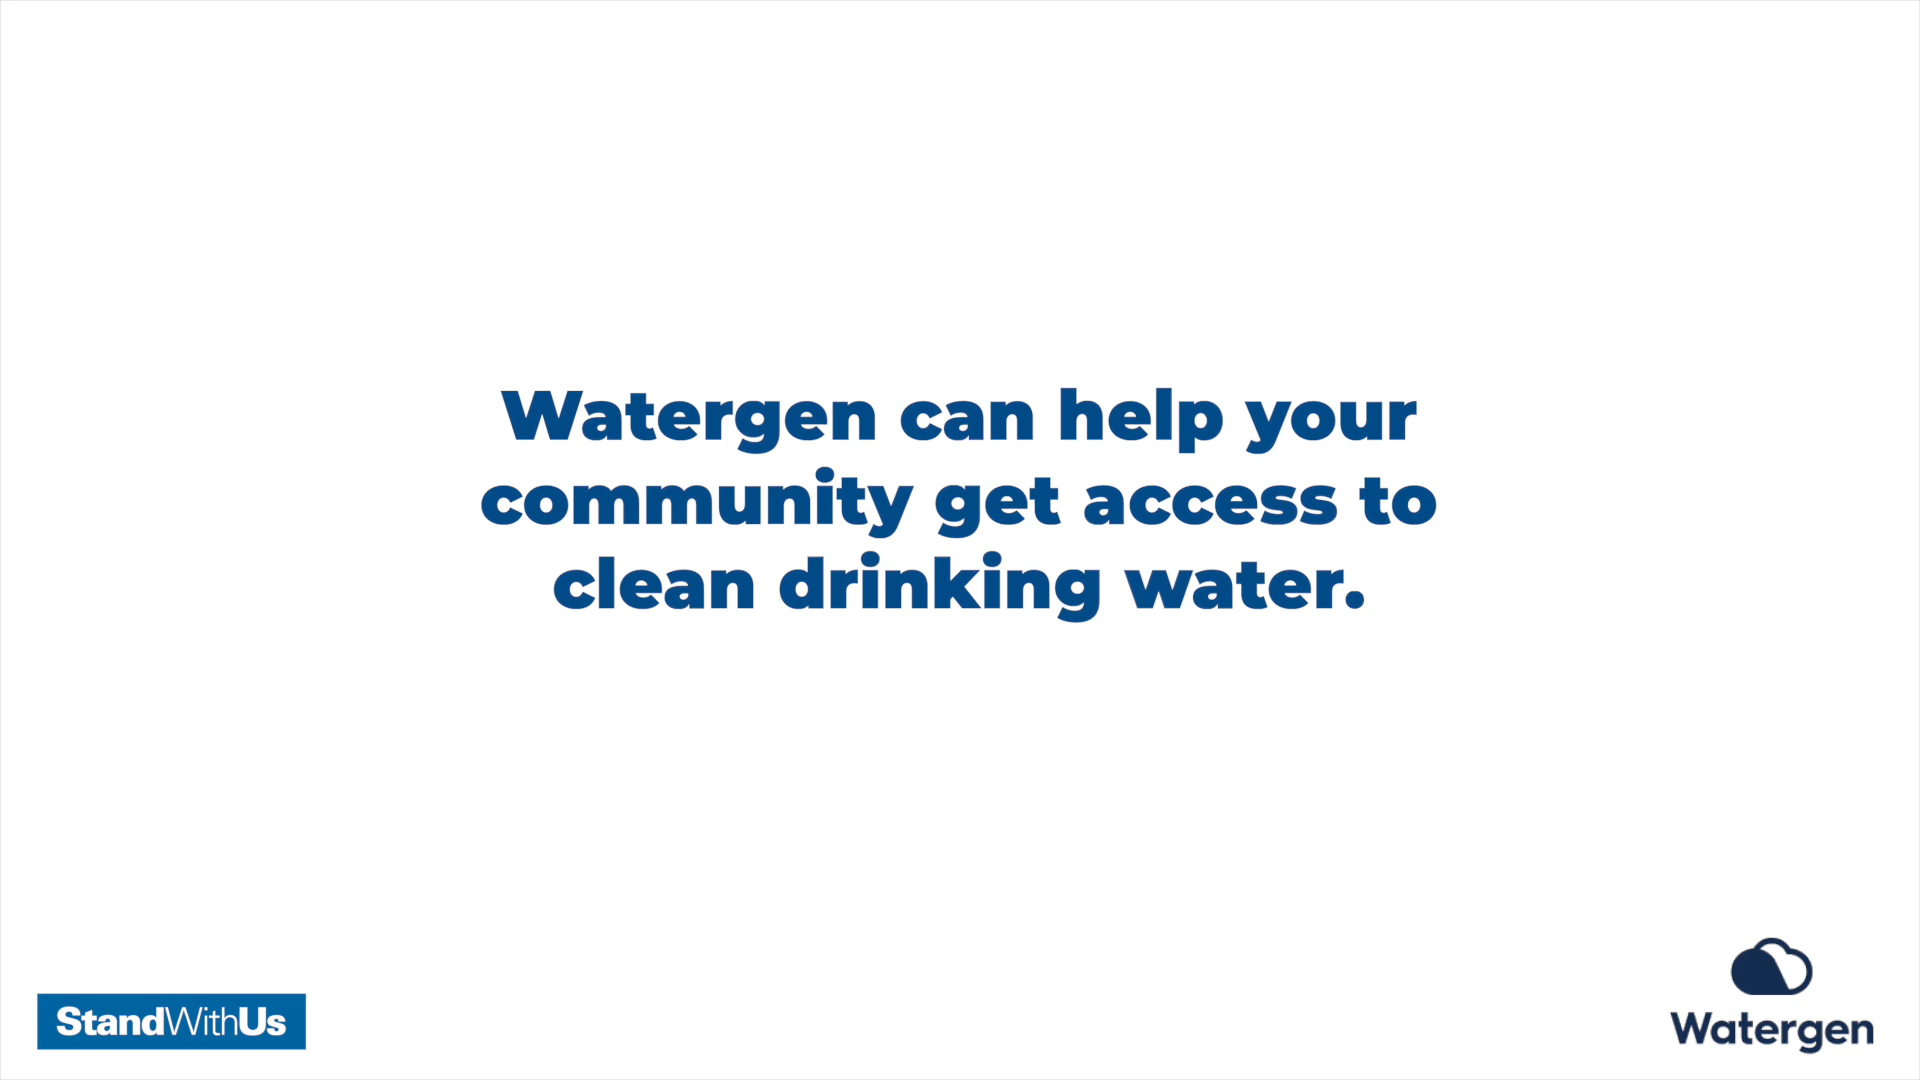 Watergen can help your
community get access to
clean drinking water.
StandWithUs
Watergen